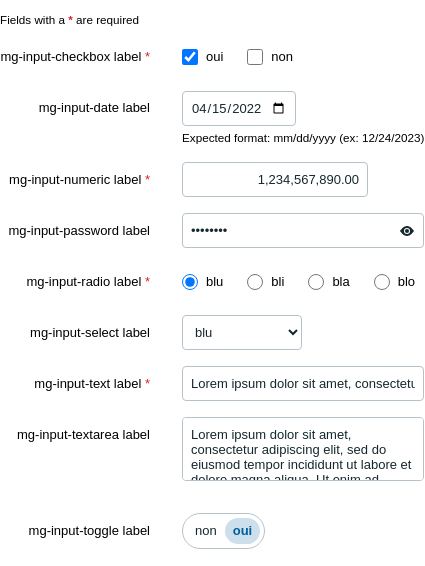 Fields with a * are required
mg-input-checkbox label * oui non
mg-input-date label 04/15/2022
Expected format: mm/dd/yyyy (ex: 12/24/2023)
mg-input-numeric label * 1,234,567,890.00
mg-input-password label ••••••••
mg-input-radio label * blu bli bla blo
mg-input-select label blu
mg-input-text label * Lorem ipsum dolor sit amet, consectetu
mg-input-textarea label Lorem ipsum dolor sit amet,
consectetur adipiscing elit, sed do
eiusmod tempor incididunt ut labore et
dolore magna aliqua. Ut enim ad
mg-input-toggle label non oui